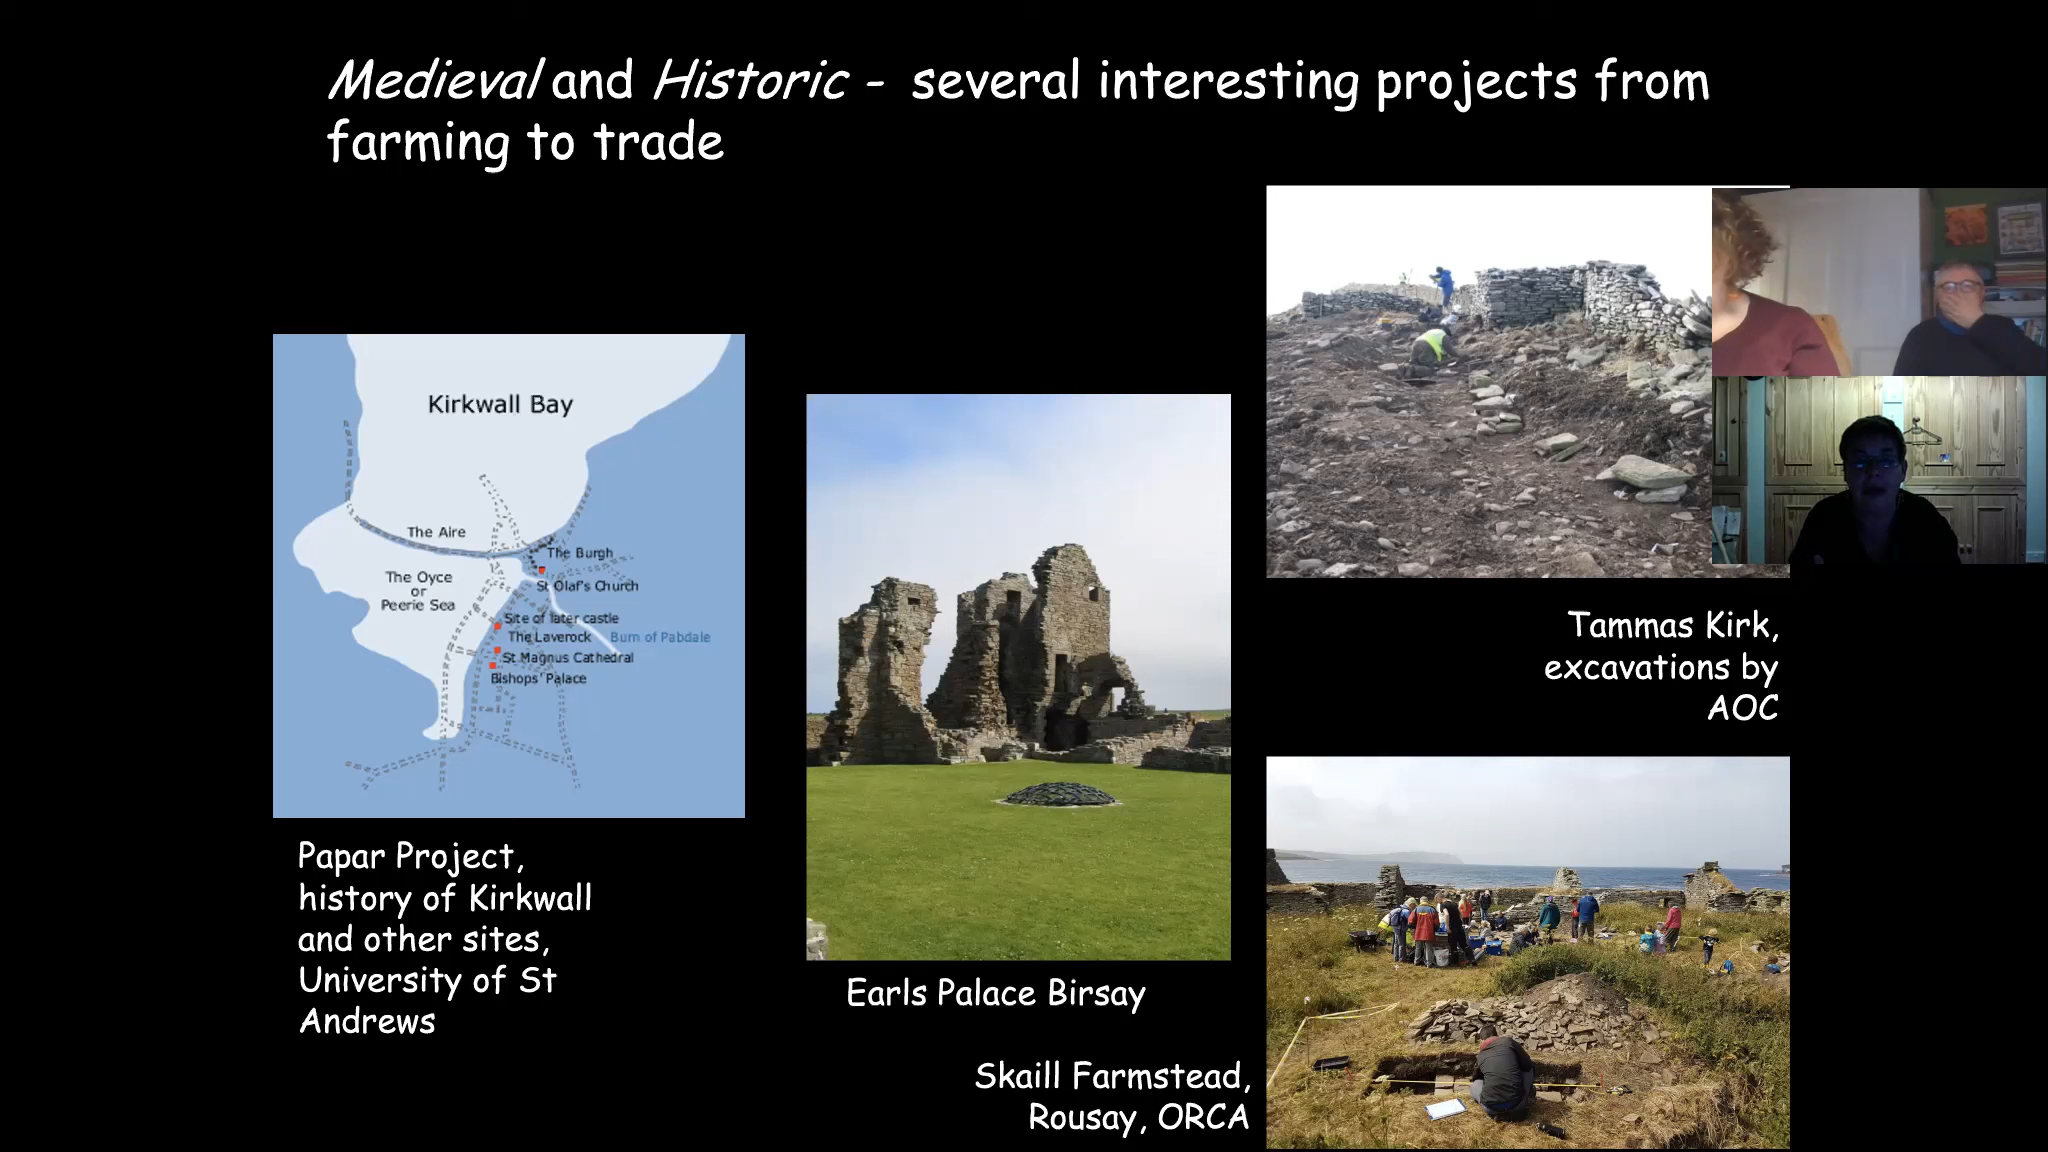 Medieval and Historic - several interesting projects from
farming to trade
Kirkwall Bay
The Aire
The Burgh
The Oyce
or
Peerie Sea
St Olaf's Church
Site of later castle
The Laverock
Burn of Pabdale
St Magnus Cathedral
Bishops' Palace
Papar Project,
history of Kirkwall
and other sites,
University of St
Andrews
Earls Palace Birsay
Tammas Kirk,
excavations by
AOC
Skaill Farmstead,
Rousay, ORCA